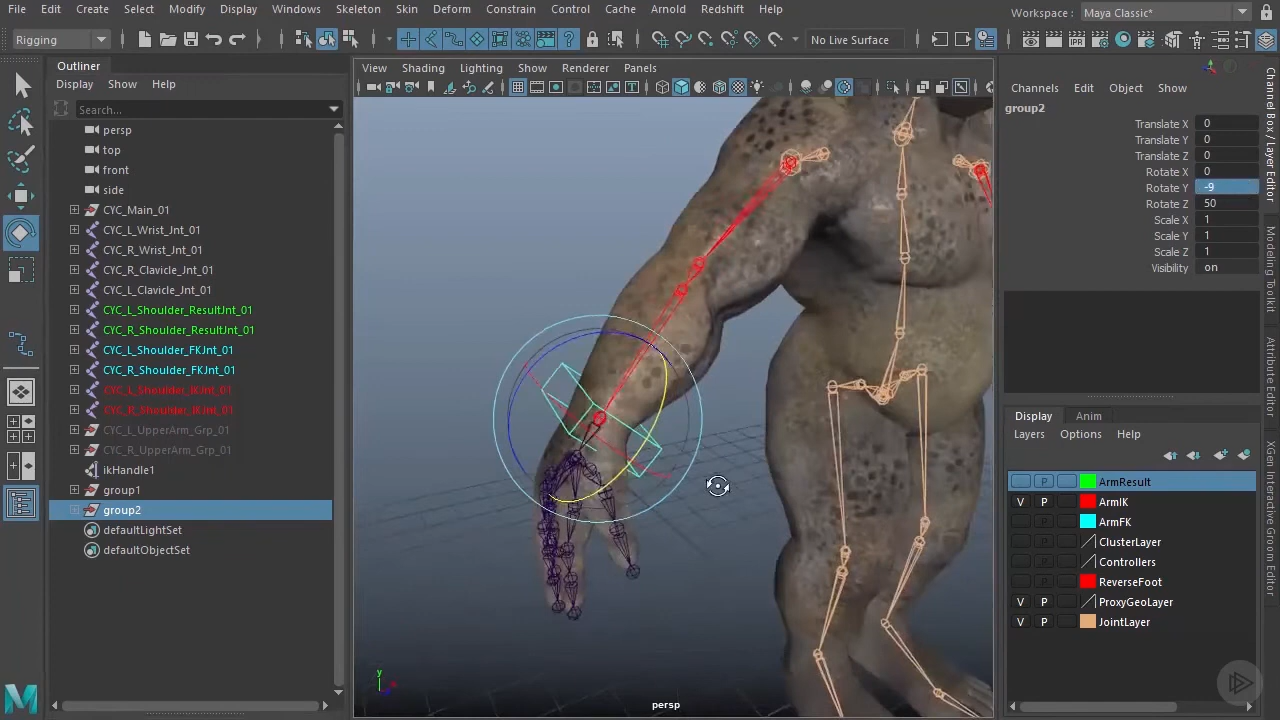 File Edit Create Select Modify Display Windows Skeleton Skin Deform Constrain Control Cache Arnold Redshift Help
Workspace : Maya Classic*
Rigging
No Live Surface
Outliner
Display Show Help
Search...
persp
top
front
side
CYC_Main_01
CYC_L_Wrist_Jnt_01
CYC_R_Wrist_Jnt_01
CYC_R_Clavicle_Jnt_01
CYC_L_Clavicle_Jnt_01
CYC_L_Shoulder_ResultJnt_01
CYC_R_Shoulder_ResultJnt_01
CYC_L_Shoulder_FKJnt_01
CYC_R_Shoulder_FKJnt_01
CYC_L_Shoulder_IKJnt_01
CYC_R_Shoulder_IKJnt_01
CYC_L_UpperArm_Grp_01
CYC_R_UpperArm_Grp_01
ikHandle1
group1
group2
defaultLightSet
defaultObjectSet
View Shading Lighting Show Renderer Panels
IPR
y
persp
Channels Edit Object Show
group2
Translate X 0
Translate Y 0
Translate Z 0
Rotate X 0
Rotate Y -9
Rotate Z 50
Scale X 1
Scale Y 1
Scale Z 1
Visibility on
Display Anim
Layers Options Help
P ArmResult
V P ArmIK
ArmFK
ClusterLayer
Controllers
ReverseFoot
V P ProxyGeoLayer
V P JointLayer
Channel Box / Layer Editor
Modeling Toolkit
Attribute Editor
XGen Interactive Groom Editor
M